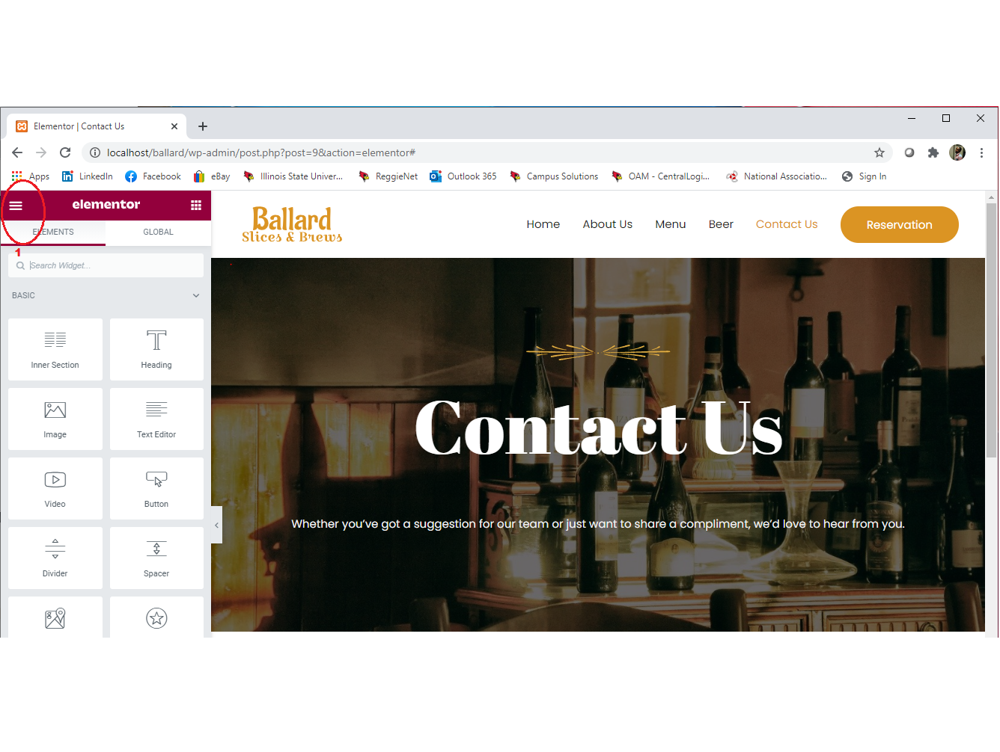 Elementor | Contact Us
localhost/ballard/wp-admin/post.php?post=9&action=elementor#
Apps LinkedIn Facebook eBay Illinois State Univer... ReggieNet Outlook 365 Campus Solutions OAM - CentralLogi... National Associatio... Sign In
elementor
ELEMENTS GLOBAL
1
Search Widget...
BASIC
Inner Section Heading
Image Text Editor
Video Button
Divider Spacer
Ballard
Slices & Brews
Home About Us Menu Beer Contact Us Reservation
Contact Us
Whether you've got a suggestion for our team or just want to share a compliment, we'd love to hear from you.